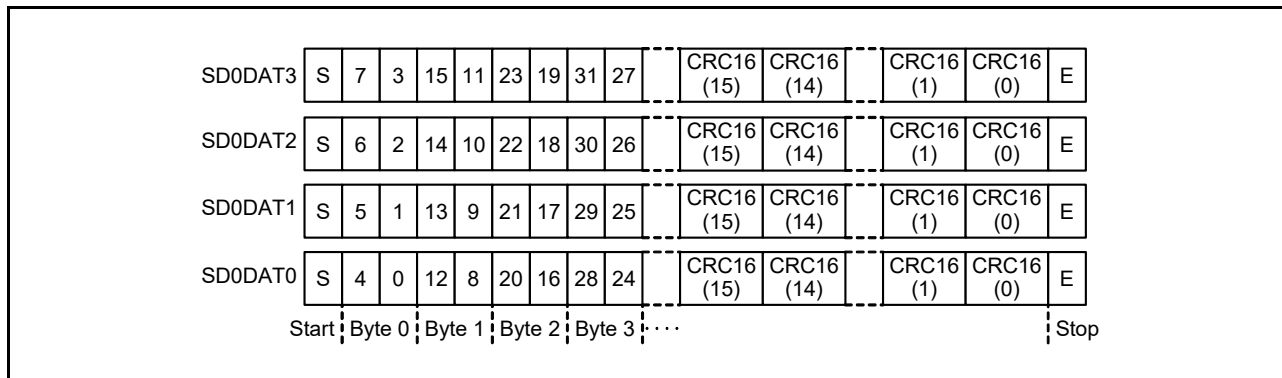 SD0DAT3 S 7 3 15 11 23 19 31 27 CRC16 (15) CRC16 (14) CRC16 (1) CRC16 (0) E
SD0DAT2 S 6 2 14 10 22 18 30 26 CRC16 (15) CRC16 (14) CRC16 (1) CRC16 (0) E
SD0DAT1 S 5 1 13 9 21 17 29 25 CRC16 (15) CRC16 (14) CRC16 (1) CRC16 (0) E
SD0DAT0 S 4 0 12 8 20 16 28 24 CRC16 (15) CRC16 (14) CRC16 (1) CRC16 (0) E
Start Byte 0 Byte 1 Byte 2 Byte 3 ···· Stop